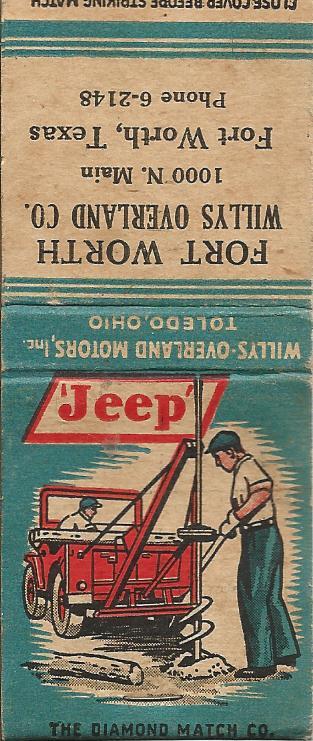 CLOSE COVER BEFORE STRIKING MATCH
FORT WORTH
WILLYS OVERLAND CO.
1000 N. Main
Fort Worth, Texas
Phone 6-2148
WILLYS-OVERLAND MOTORS, Inc.
TOLEDO, OHIO
'Jeep'
THE DIAMOND MATCH CO.